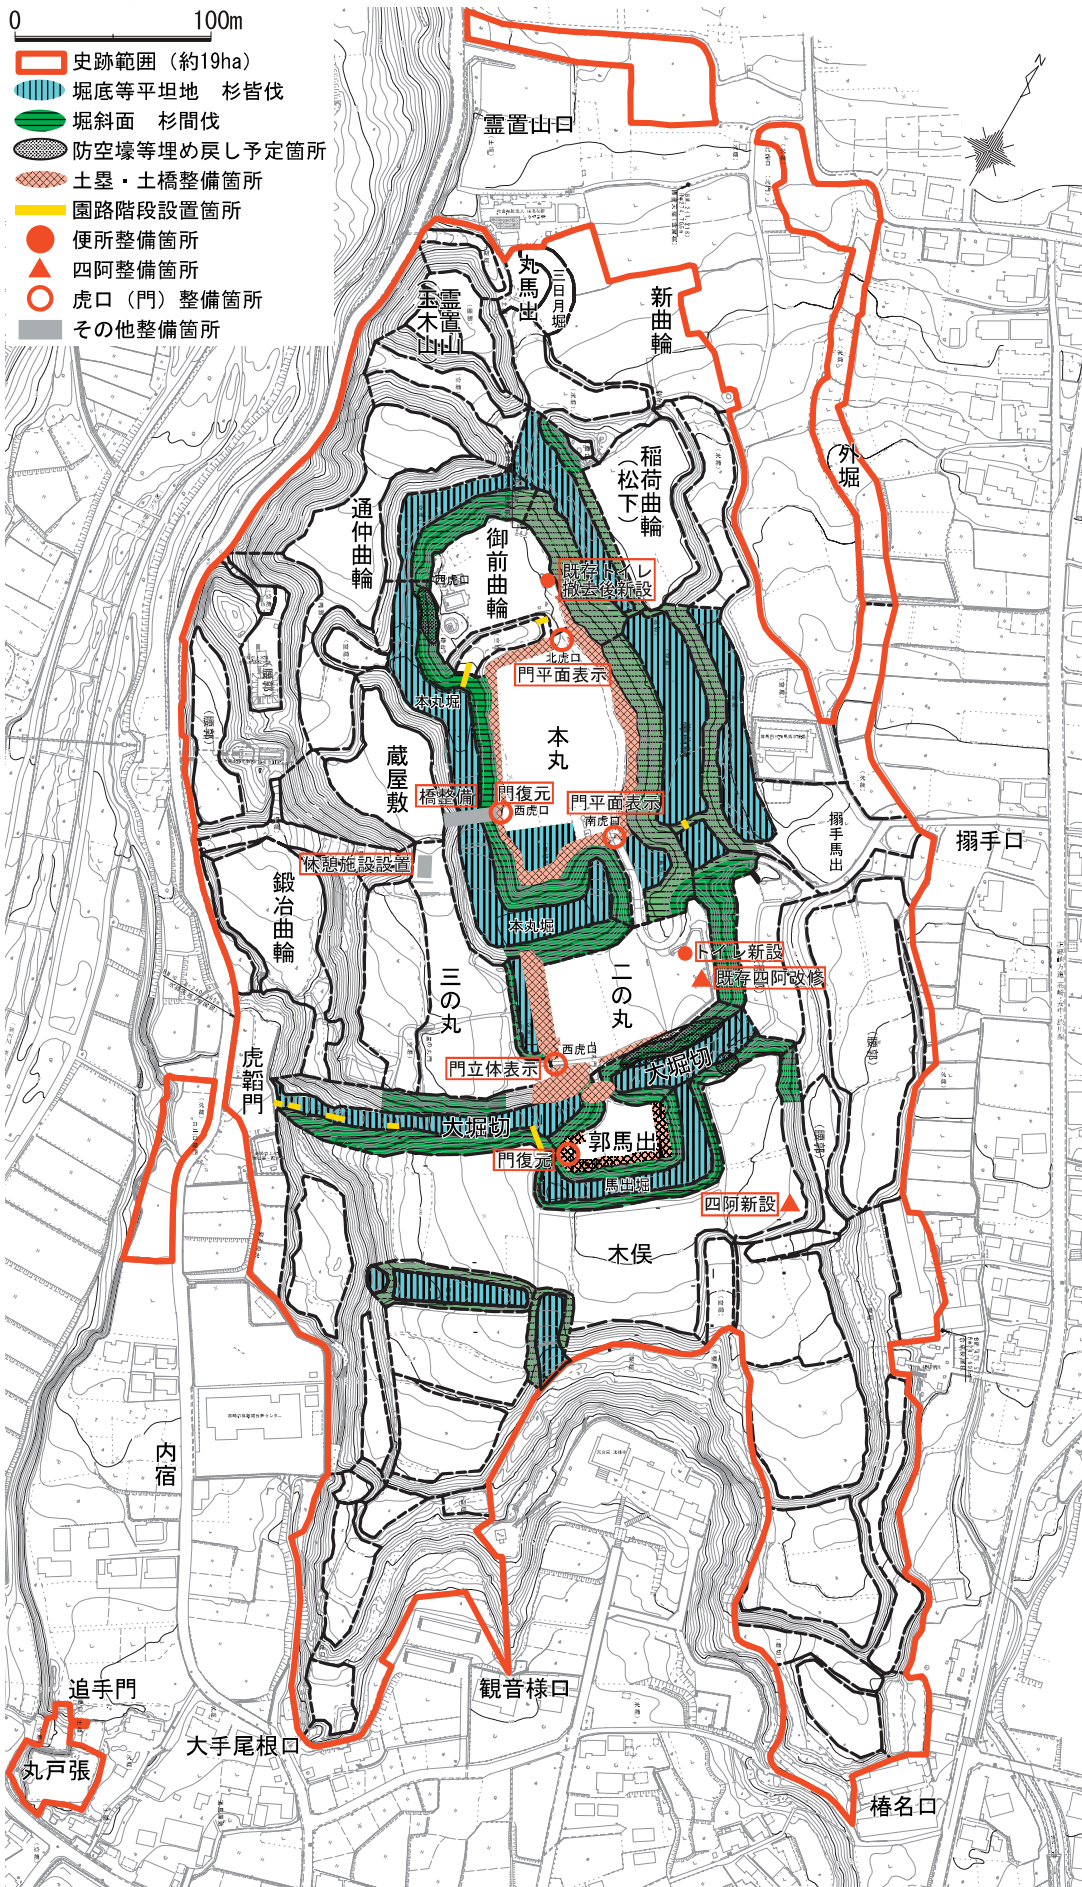 0 100m
史跡範囲（約19ha）
堀底等平坦地 杉皆伐
堀斜面 杉間伐
防空壕等埋め戻し予定箇所
土塁・土橋整備箇所
園路階段設置箇所
便所整備箇所
四阿整備箇所
虎口（門）整備箇所
その他整備箇所
N
霊置山口
丸馬出
三日月堀
霊置山
（玉木山）
新曲輪
外堀
稲荷曲輪
（松下）
通仲曲輪
御前曲輪
西虎口
既存トイレ
撤去後新設
北虎口
門平面表示
本丸堀
腰郭
（腰郭）
本丸
蔵屋敷
橋整備
門復元
西虎口
門平面表示
南虎口
搦手馬出
搦手口
休憩施設設置
鍛冶曲輪
本丸堀
トイレ新設
既存四阿改修
三の丸
二の丸
西虎口
門立体表示
大堀切
（腰郭）
虎韜門
大堀切
郭馬出
門復元
馬出堀
（腰郭）
四阿新設
木俣
内宿
追手門
丸戸張
大手尾根口
観音様口
椿名口